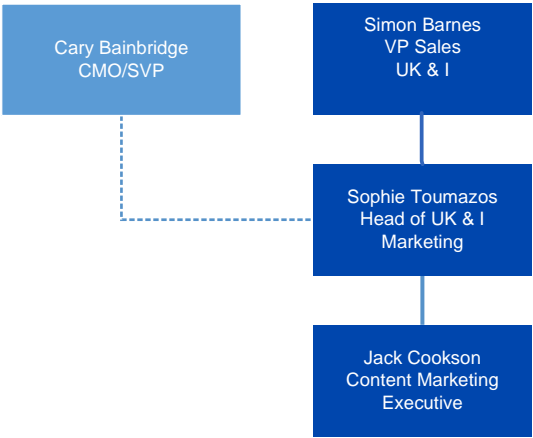 Cary Bainbridge
CMO/SVP
Simon Barnes
VP Sales
UK & I
Sophie Toumazos
Head of UK & I
Marketing
Jack Cookson
Content Marketing
Executive